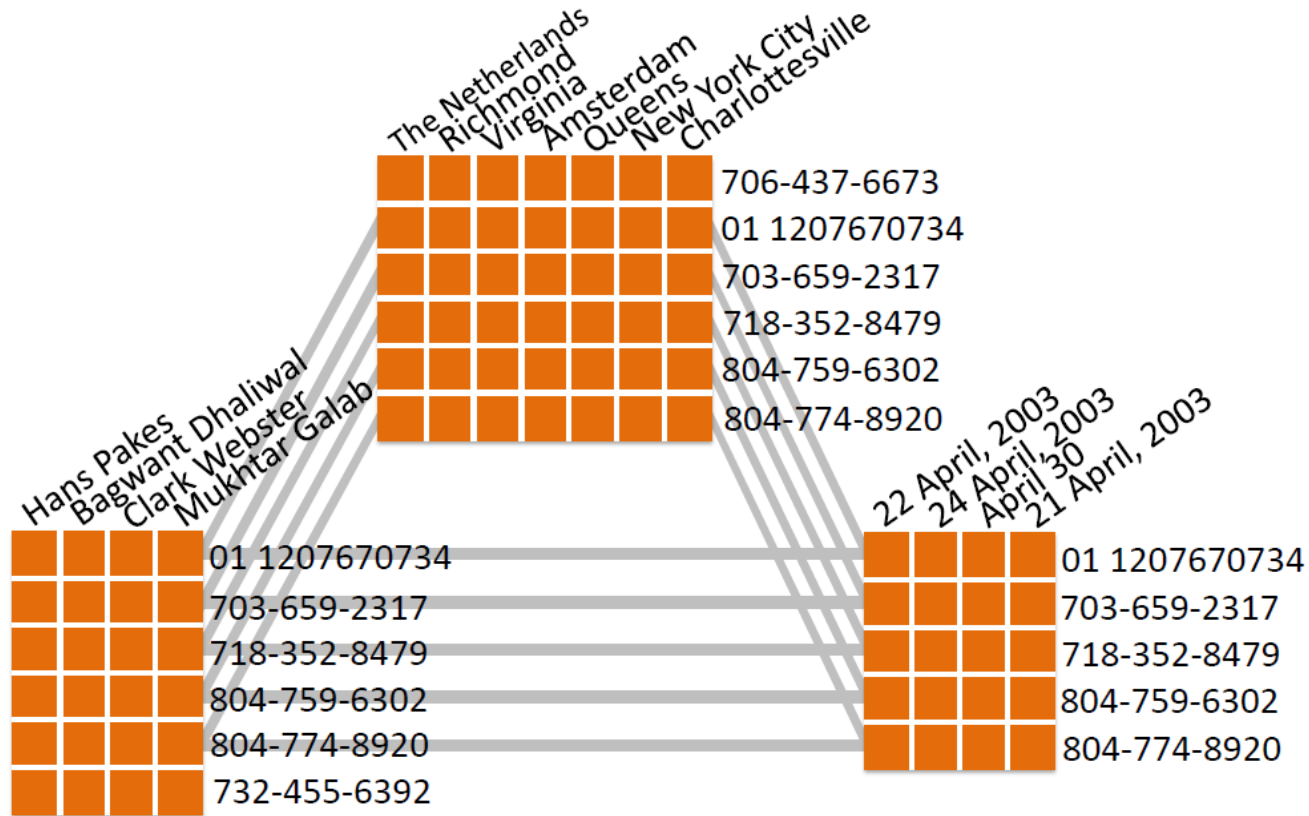 The Netherlands
Richmond
Virginia
Amsterdam
Queens
New York City
Charlottesville
706-437-6673
01 1207670734
703-659-2317
718-352-8479
804-759-6302
804-774-8920
Hans Pakes
Bagwant Dhaliwal
Clark Webster
Mukhtar Galab
01 1207670734
703-659-2317
718-352-8479
804-759-6302
804-774-8920
732-455-6392
22 April, 2003
24 April, 2003
April 30
21 April, 2003
01 1207670734
703-659-2317
718-352-8479
804-759-6302
804-774-8920